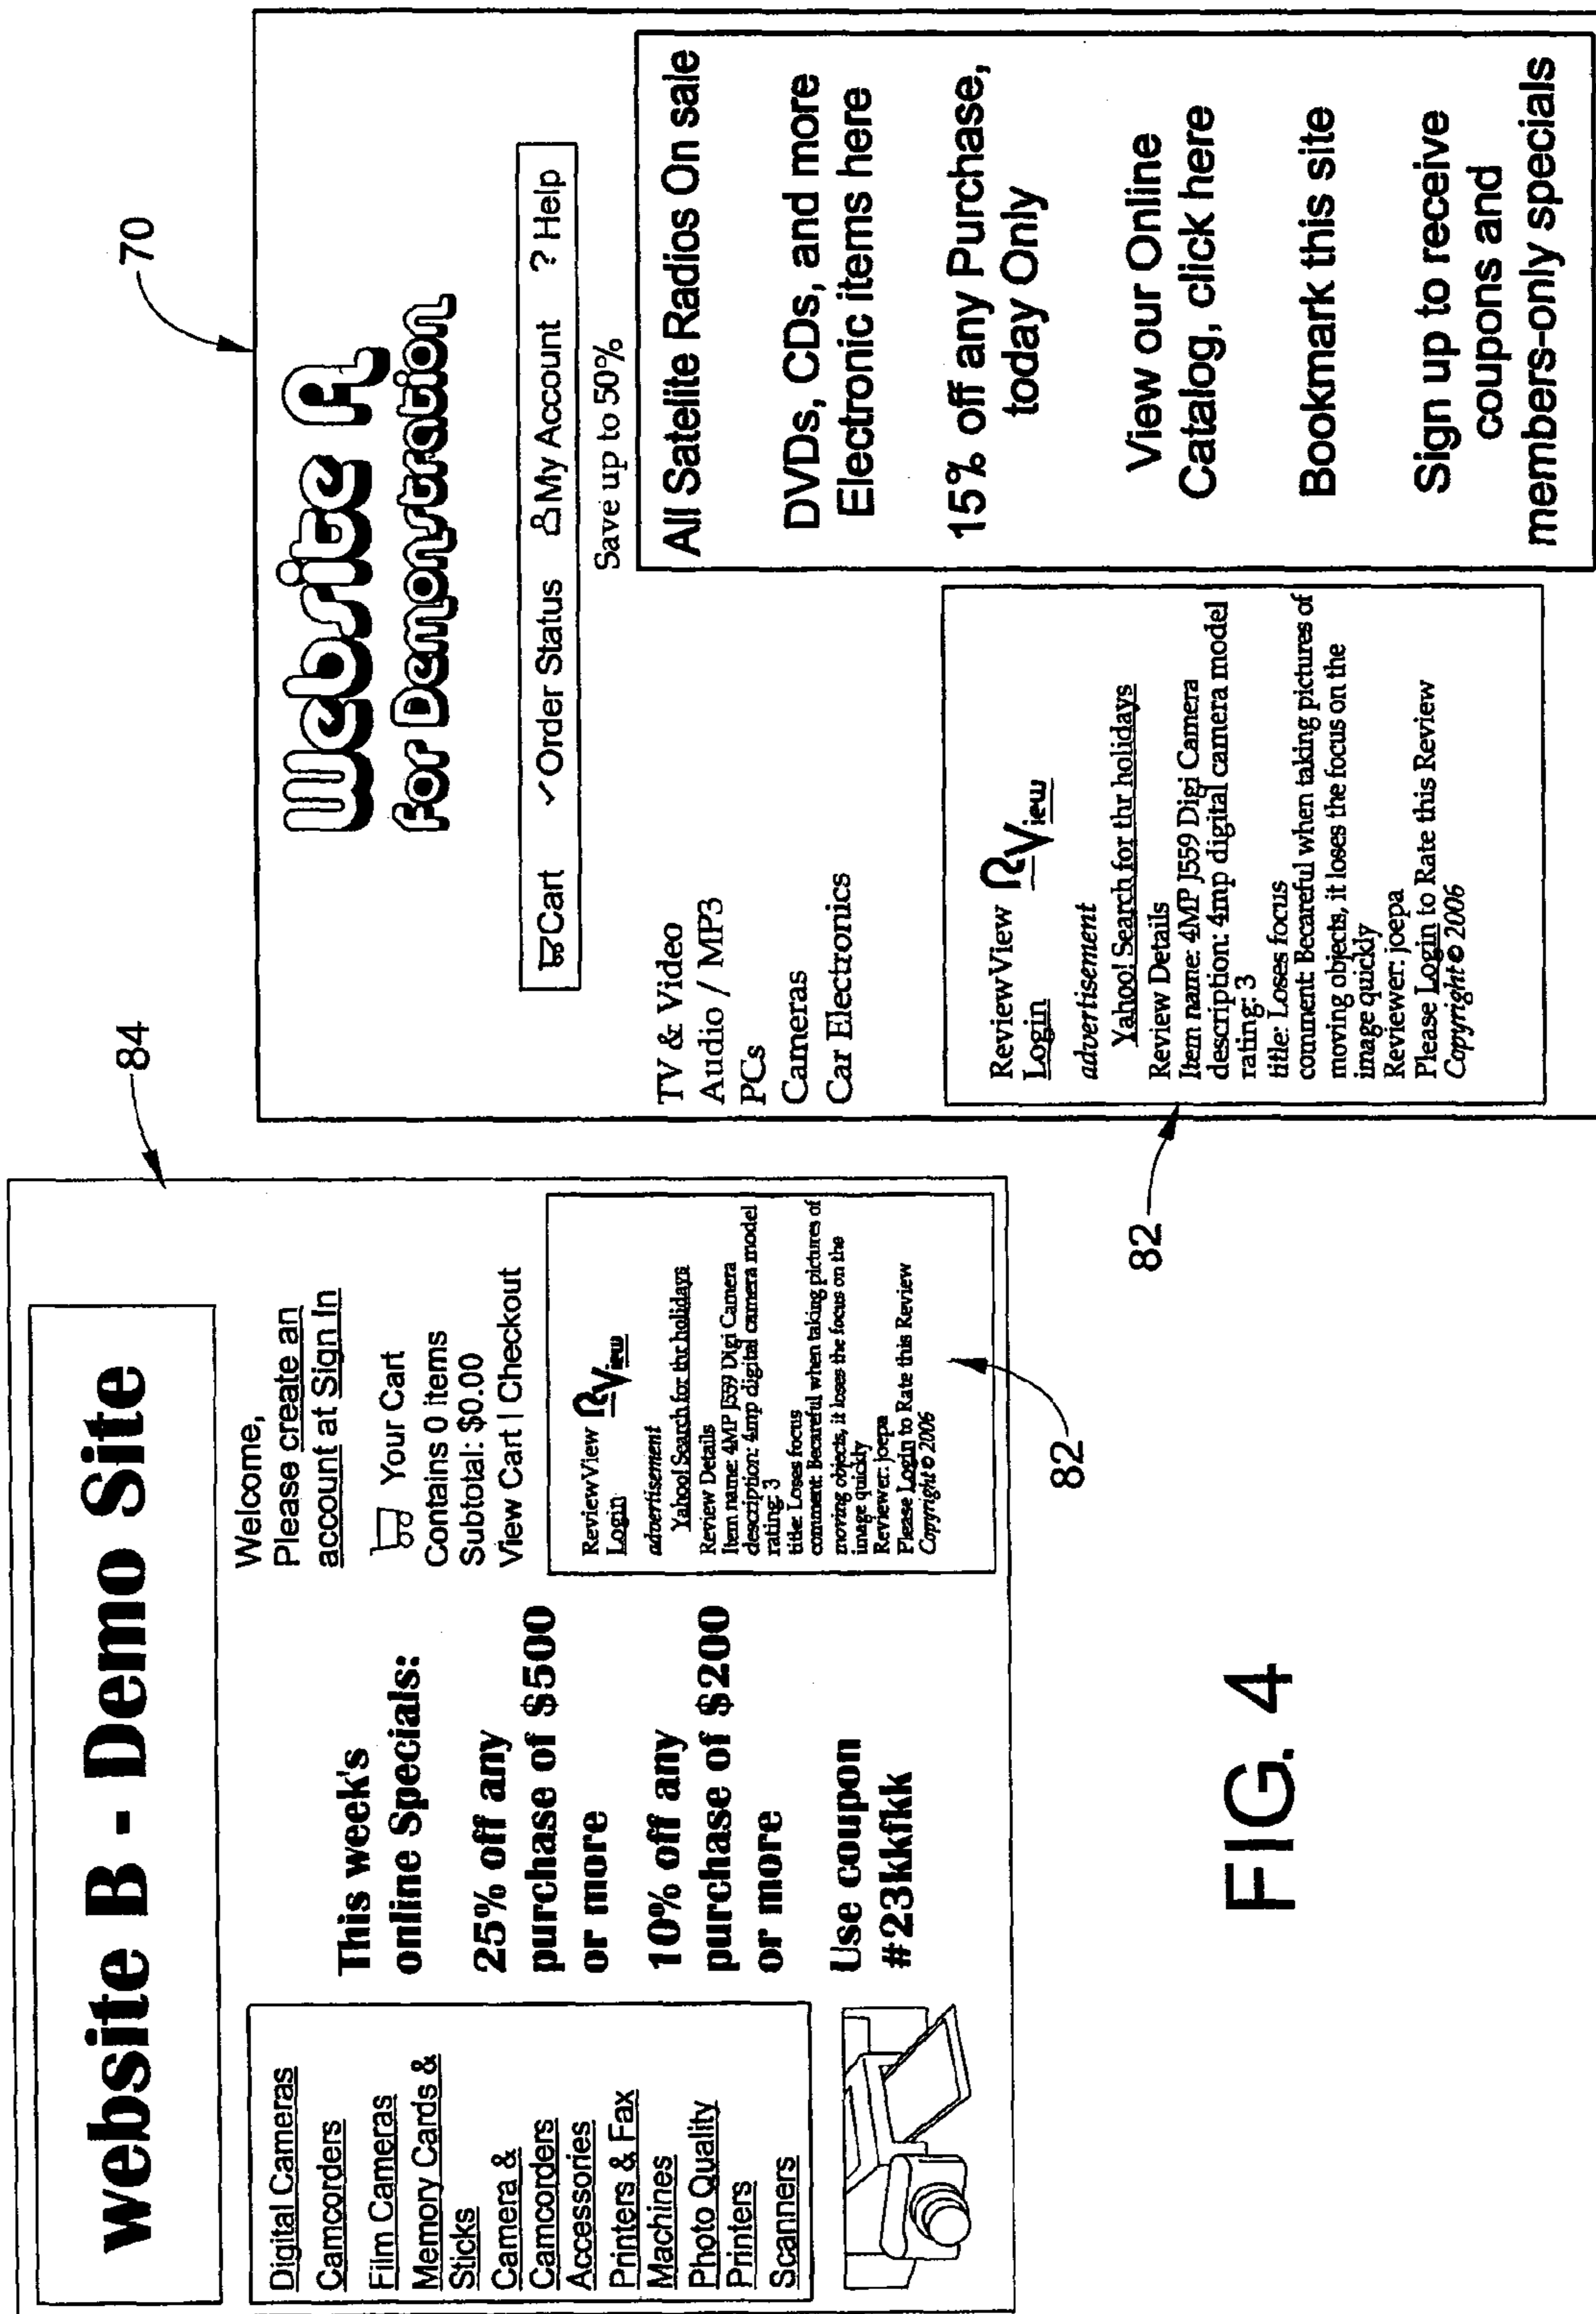 website B - Demo Site
84
Digital Cameras
Camcorders
Film Cameras
Memory Cards &
Sticks
Camera &
Camcorders
Accessories
Printers & Fax
Machines
Photo Quality
Printers
Scanners
This week's
online Specials:
25% off any
purchase of $500
or more
10% off any
purchase of $200
or more
Use coupon
#23kkfkk
Welcome,
Please create an
account at Sign In
Your Cart
Contains 0 items
Subtotal: $0.00
View Cart | Checkout
ReviewView RView
Login
advertisement
Yahoo! Search for thr holidays
Review Details
Item name: 4MP J559 Digi Camera
description: 4mp digital camera model
rating: 3
title: Loses focus
comment: Becareful when taking pictures of
moving objects, it loses the focus on the
image quickly
Reviewer: joepa
Please Login to Rate this Review
Copyright © 2006
82
70
Website A
For Demonstration
Cart ✓Order Status My Account ? Help
Save up to 50%
TV & Video
Audio / MP3
PCs
Cameras
Car Electronics
All Satelite Radios On sale
DVDs, CDs, and more
Electronic items here
15% off any Purchase,
today Only
View our Online
Catalog, click here
Bookmark this site
Sign up to receive
coupons and
members-only specials
ReviewView RView
Login
advertisement
Yahoo! Search for thr holidays
Review Details
Item name: 4MP J559 Digi Camera
description: 4mp digital camera model
rating: 3
title: Loses focus
comment: Becareful when taking pictures of
moving objects, it loses the focus on the
image quickly
Reviewer: joepa
Please Login to Rate this Review
Copyright © 2006
82
FIG. 4